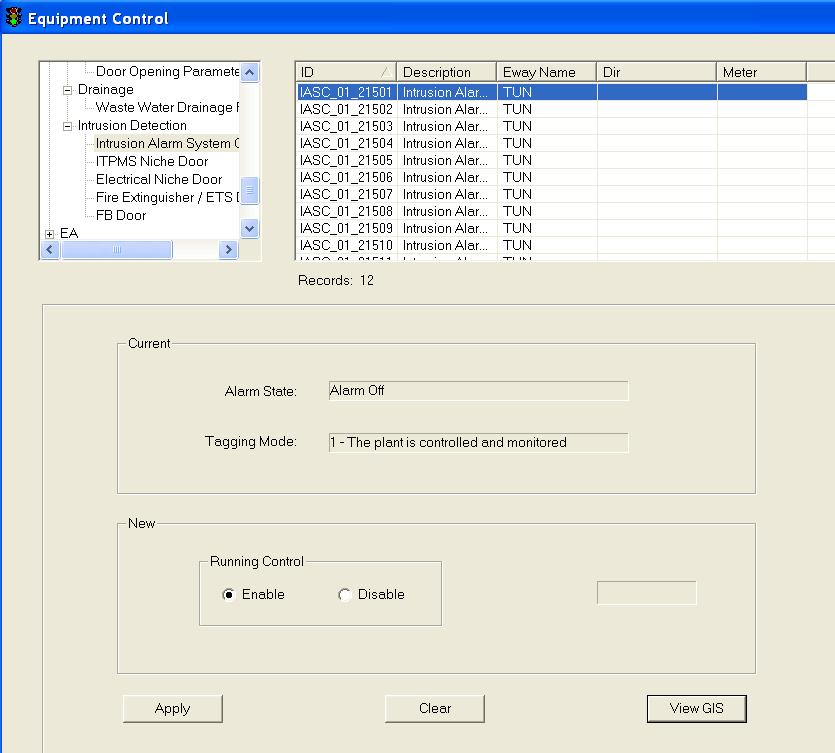 Equipment Control
Door Opening Paramete
Drainage
Waste Water Drainage
Intrusion Detection
Intrusion Alarm System
ITPMS Niche Door
Electrical Niche Door
Fire Extinguisher / ETS
FB Door
EA
ID Description Eway Name Dir Meter
IASC_01_21501 Intrusion Alar... TUN
IASC_01_21502 Intrusion Alar... TUN
IASC_01_21503 Intrusion Alar... TUN
IASC_01_21504 Intrusion Alar... TUN
IASC_01_21505 Intrusion Alar... TUN
IASC_01_21506 Intrusion Alar... TUN
IASC_01_21507 Intrusion Alar... TUN
IASC_01_21508 Intrusion Alar... TUN
IASC_01_21509 Intrusion Alar... TUN
IASC_01_21510 Intrusion Alar... TUN
Records: 12
Current
Alarm State: Alarm Off
Tagging Mode: 1 - The plant is controlled and monitored
New
Running Control
Enable Disable
Apply Clear View GIS